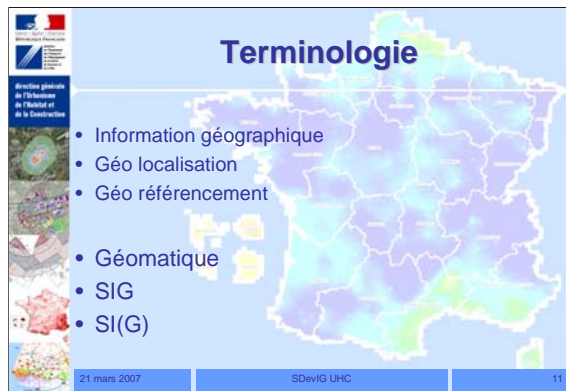 Terminologie
direction générale
de l'Urbanisme
de l'Habitat et
de la Construction
• Information géographique
• Géo localisation
• Géo référencement
• Géomatique
• SIG
• SI(G)
21 mars 2007
SDevIG UHC
11